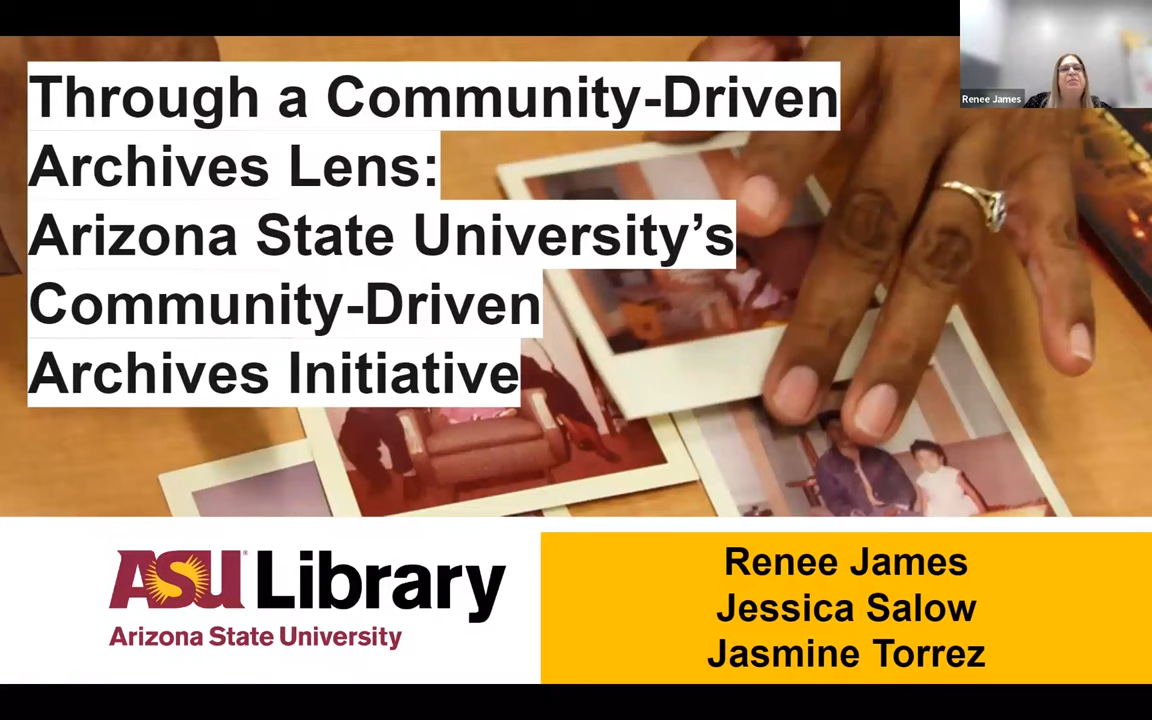 Through a Community-Driven
Archives Lens:
Arizona State University’s
Community-Driven
Archives Initiative
Renee James
ASU Library
Arizona State University
Renee James
Jessica Salow
Jasmine Torrez